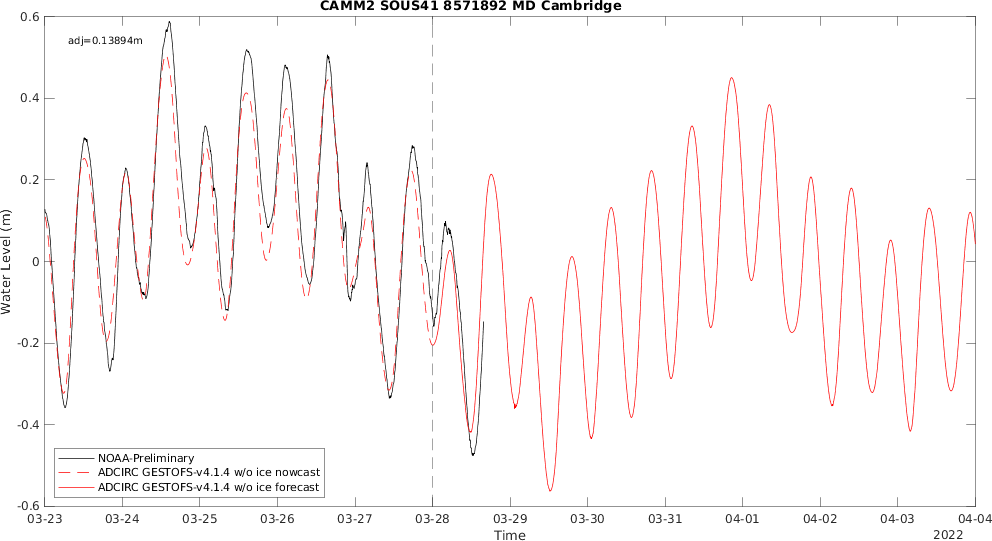 CAMM2 SOUS41 8571892 MD Cambridge
adj=0.13894m
0.6
0.4
0.2
0
-0.2
-0.4
-0.6
Water Level (m)
NOAA-Preliminary
ADCIRC GESTOFS-v4.1.4 w/o ice nowcast
ADCIRC GESTOFS-v4.1.4 w/o ice forecast
03-23 03-24 03-25 03-26 03-27 03-28 03-29 03-30 03-31 04-01 04-02 04-03 04-04
Time
2022